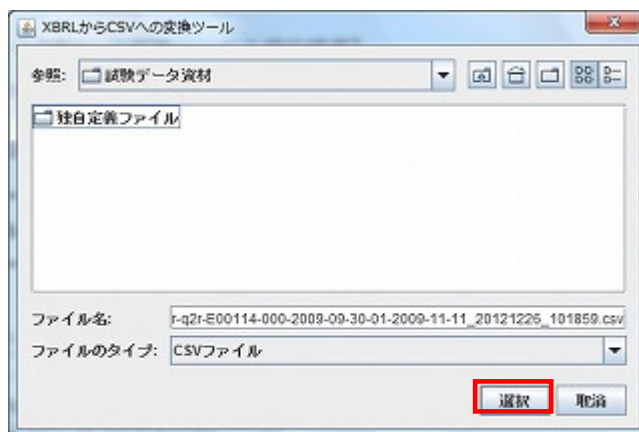 XBRLからCSVへの変換ツール
参照: 試験データ資材
独自定義ファイル
ファイル名: r-q2r-E00114-000-2009-09-30-01-2009-11-11_20121226_101859.csv
ファイルのタイプ: CSVファイル
選択 取消